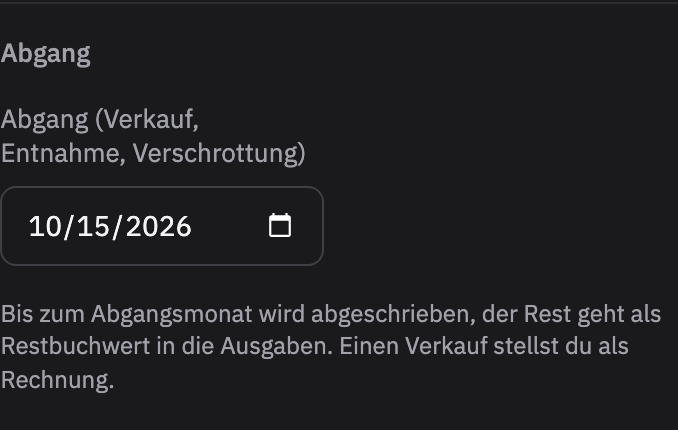 Abgang
Abgang (Verkauf,
Entnahme, Verschrottung)
10/15/2026
Bis zum Abgangsmonat wird abgeschrieben, der Rest geht als
Restbuchwert in die Ausgaben. Einen Verkauf stellst du als
Rechnung.